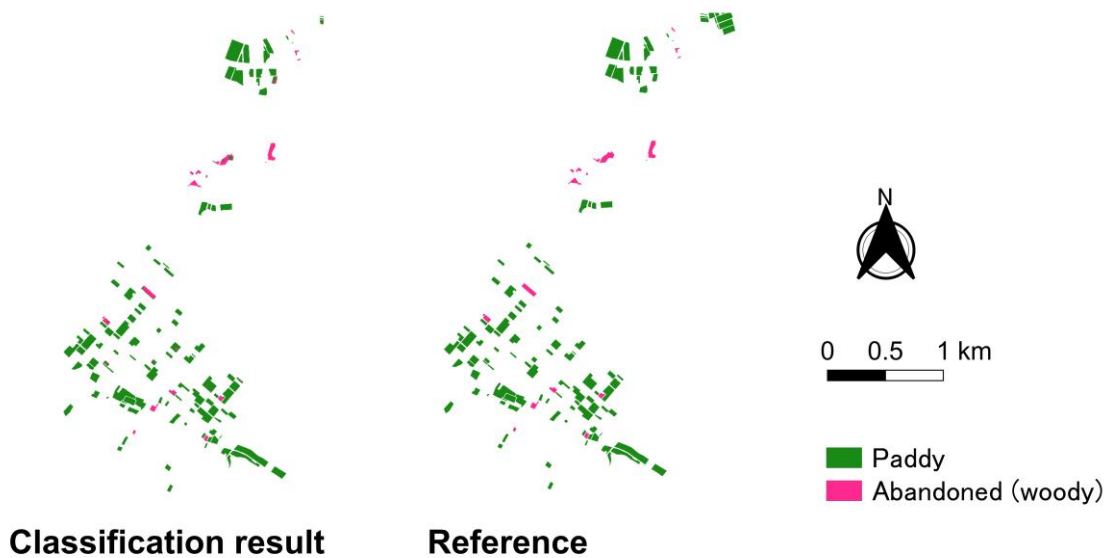 N
0 0.5 1 km
Paddy
Abandoned (woody)
Classification result
Reference